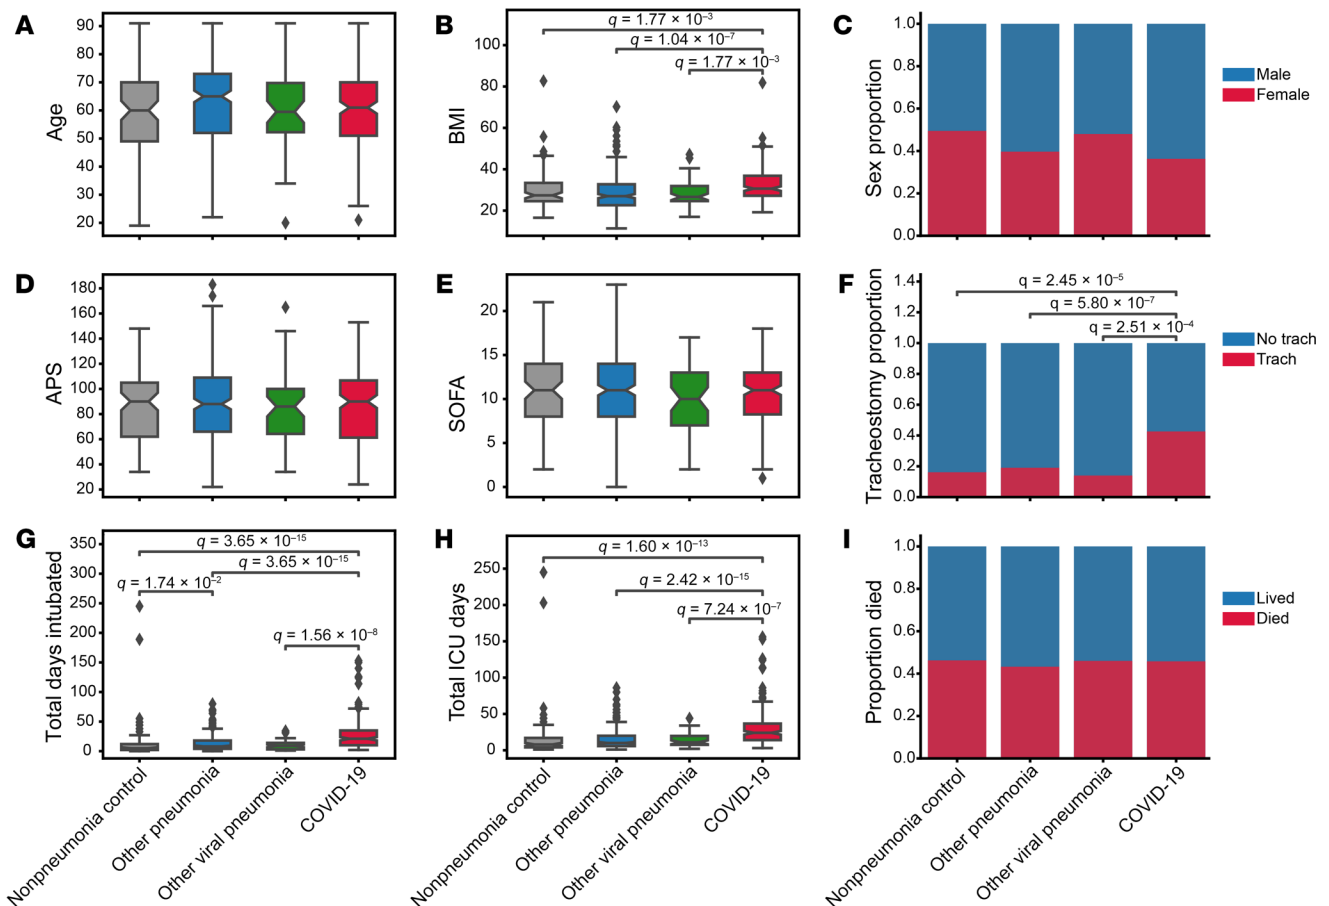 A
Age
90
80
70
60
50
40
30
20
B
BMI
100
80
60
40
20
q = 1.77 × 10–3
q = 1.04 × 10–7
q = 1.77 × 10–3
C
Sex proportion
1.0
0.8
0.6
0.4
0.2
0.0
Male
Female
D
APS
180
160
140
120
100
80
60
40
20
E
SOFA
20
15
10
5
0
F
Tracheostomy proportion
1.4
1.2
1.0
0.8
0.6
0.4
0.2
0.0
q = 2.45 × 10–5
q = 5.80 × 10–7
q = 2.51 × 10–4
No trach
Trach
G
Total days intubated
350
300
250
200
150
100
50
0
q = 3.65 × 10–15
q = 3.65 × 10–15
q = 1.74 × 10–2
q = 1.56 × 10–8
Nonpneumonia control
Other pneumonia
Other viral pneumonia
COVID-19
H
Total ICU days
250
200
150
100
50
0
q = 1.60 × 10–13
q = 2.42 × 10–15
q = 7.24 × 10–7
Nonpneumonia control
Other pneumonia
Other viral pneumonia
COVID-19
I
Proportion died
1.0
0.8
0.6
0.4
0.2
0.0
Lived
Died
Nonpneumonia control
Other pneumonia
Other viral pneumonia
COVID-19